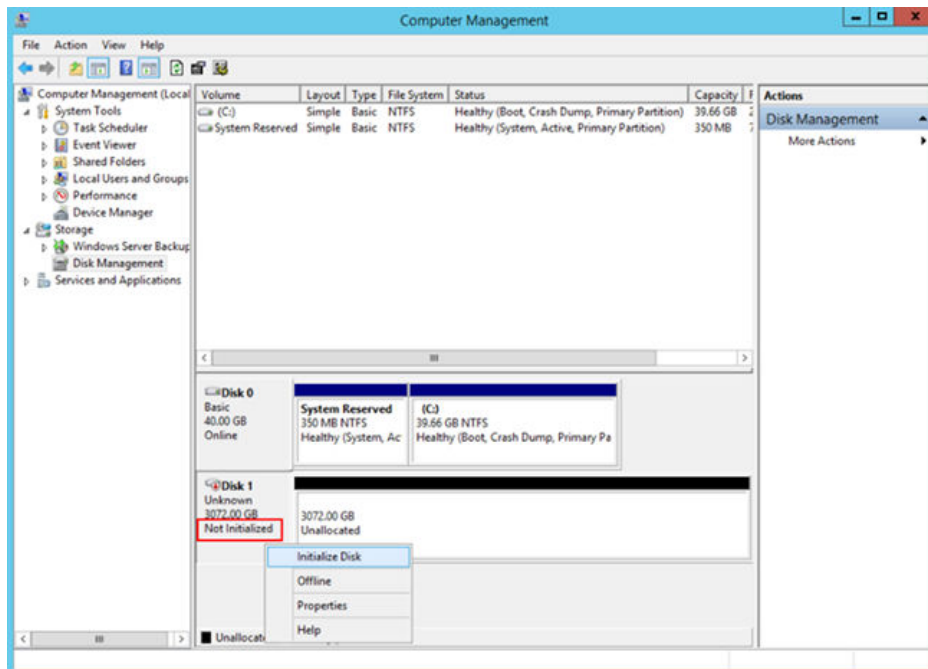 Computer Management
File Action View Help
Computer Management (Local
System Tools
Task Scheduler
Event Viewer
Shared Folders
Local Users and Groups
Performance
Device Manager
Storage
Windows Server Backup
Disk Management
Services and Applications
Volume Layout Type File System Status Capacity F
(C:) Simple Basic NTFS Healthy (Boot, Crash Dump, Primary Partition) 39.66 GB
System Reserved Simple Basic NTFS Healthy (System, Active, Primary Partition) 350 MB
Actions
Disk Management
More Actions
Disk 0
Basic
40.00 GB
Online
System Reserved
350 MB NTFS
Healthy (System, Ac
(C:)
39.66 GB NTFS
Healthy (Boot, Crash Dump, Primary Pa
Disk 1
Unknown
3072.00 GB
Not Initialized
3072.00 GB
Unallocated
Initialize Disk
Offline
Properties
Help
Unallocat